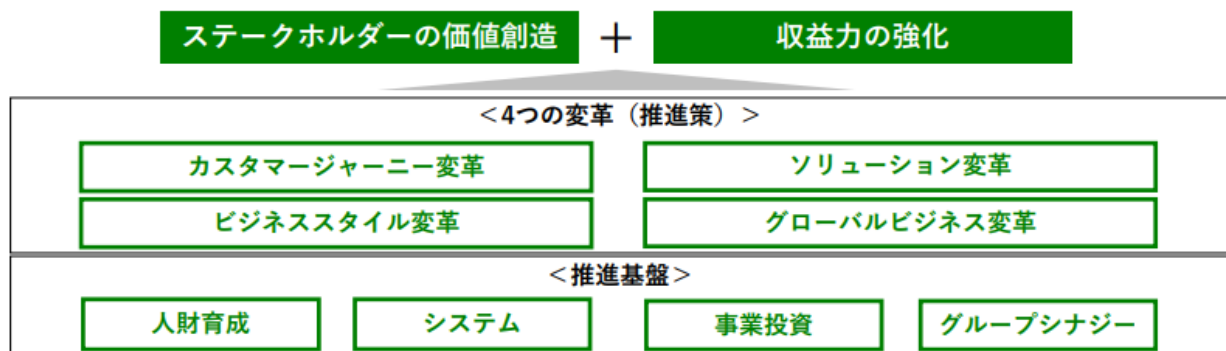 ステークホルダーの価値創造 + 収益力の強化
<4つの変革（推進策）>
カスタマージャーニー変革 ソリューション変革
ビジネススタイル変革 グローバルビジネス変革
<推進基盤>
人財育成 システム 事業投資 グループシナジー